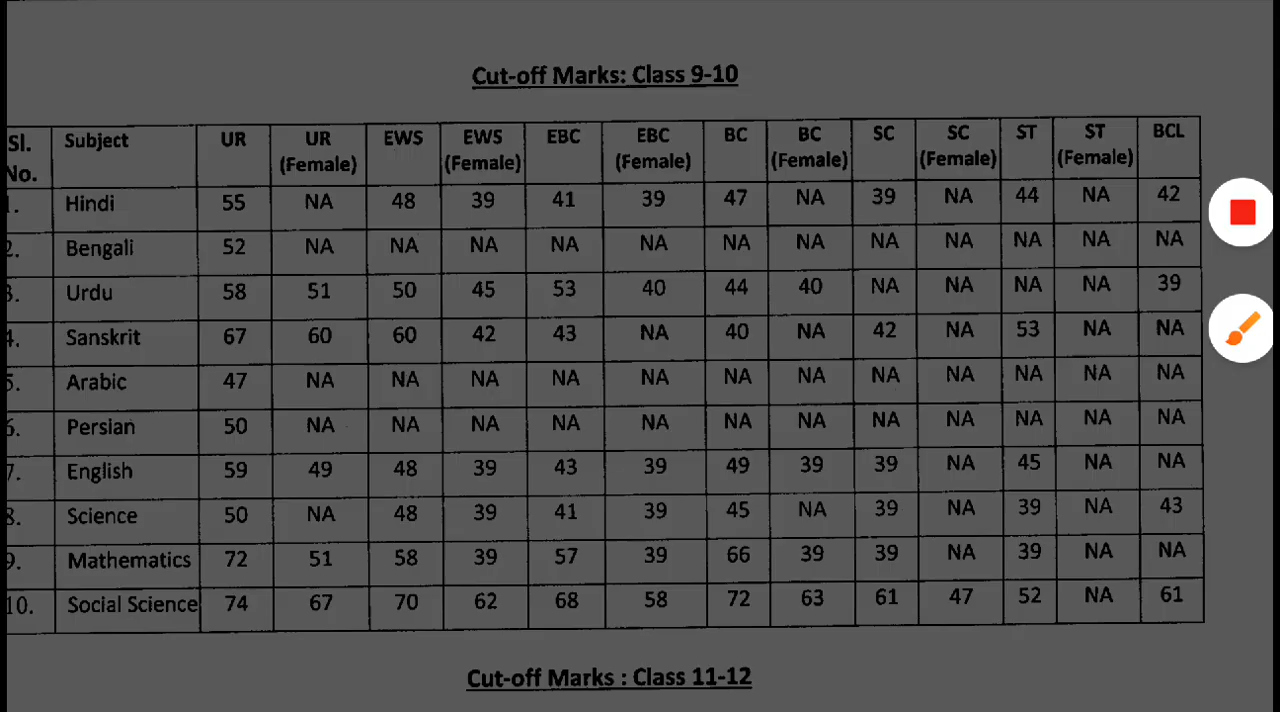 Cut-off Marks: Class 9-10
Sl. No. Subject UR UR (Female) EWS EWS (Female) EBC EBC (Female) BC BC (Female) SC SC (Female) ST ST (Female) BCL
1. Hindi 55 NA 48 39 41 39 47 NA 39 NA 44 NA 42
2. Bengali 52 NA NA NA NA NA NA NA NA NA NA NA NA
3. Urdu 58 51 50 45 53 40 44 40 NA NA NA NA 39
4. Sanskrit 67 60 60 42 43 NA 40 NA 42 NA 53 NA NA
5. Arabic 47 NA NA NA NA NA NA NA NA NA NA NA NA
6. Persian 50 NA NA NA NA NA NA NA NA NA NA NA NA
7. English 59 49 48 39 43 39 49 39 39 NA 45 NA NA
8. Science 50 NA 48 39 41 39 45 NA 39 NA 39 NA 43
9. Mathematics 72 51 58 39 57 39 66 39 39 NA 39 NA NA
10. Social Science 74 67 70 62 68 58 72 63 61 47 52 NA 61
Cut-off Marks : Class 11-12